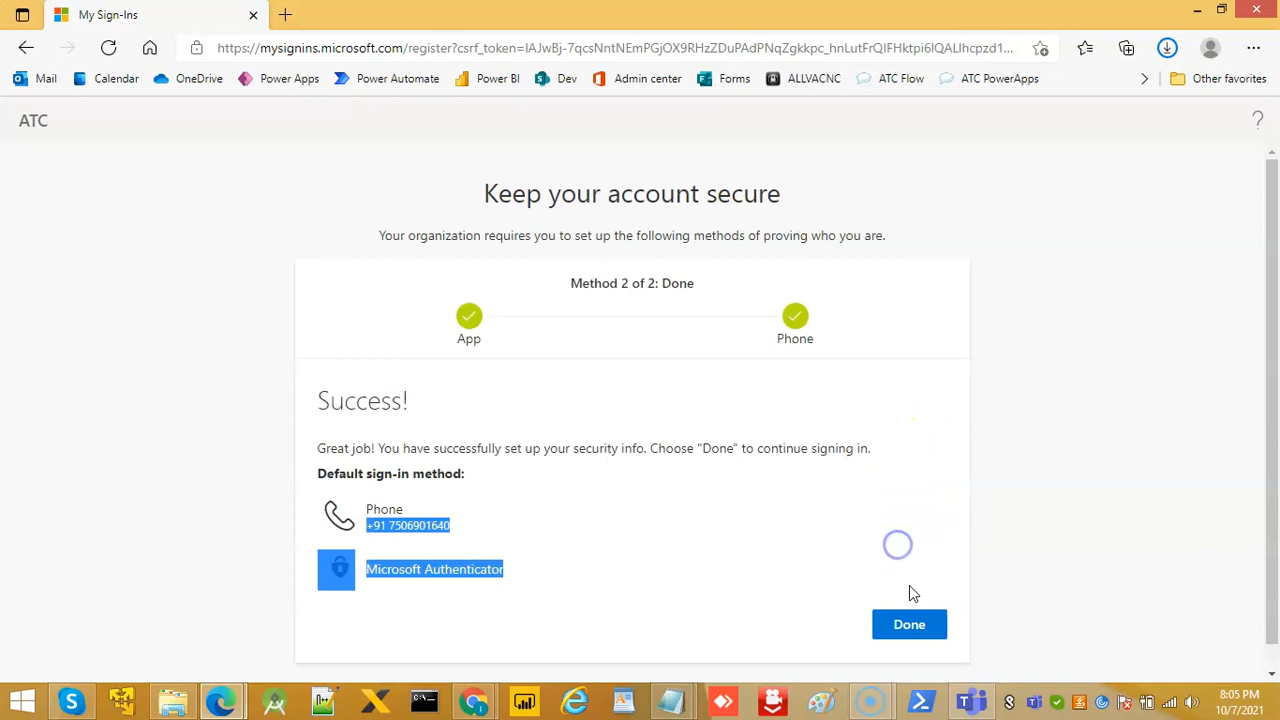 My Sign-Ins
https://mysignins.microsoft.com/register?csrf_token=IAJwBj-7qcsNntNEmPGjOX9RHzZDuPAdPNqZgkkpc_hnLutFrQIFHktpi6IQALIhcpzd1...
Mail Calendar OneDrive Power Apps Power Automate Power BI Dev Admin center Forms ALLVACNC ATC Flow ATC PowerApps Other favorites
ATC
Keep your account secure
Your organization requires you to set up the following methods of proving who you are.
Method 2 of 2: Done
App Phone
Success!
Great job! You have successfully set up your security info. Choose "Done" to continue signing in.
Default sign-in method:
Phone
+91 7506901640
Microsoft Authenticator
Done
8:05 PM
10/7/2021